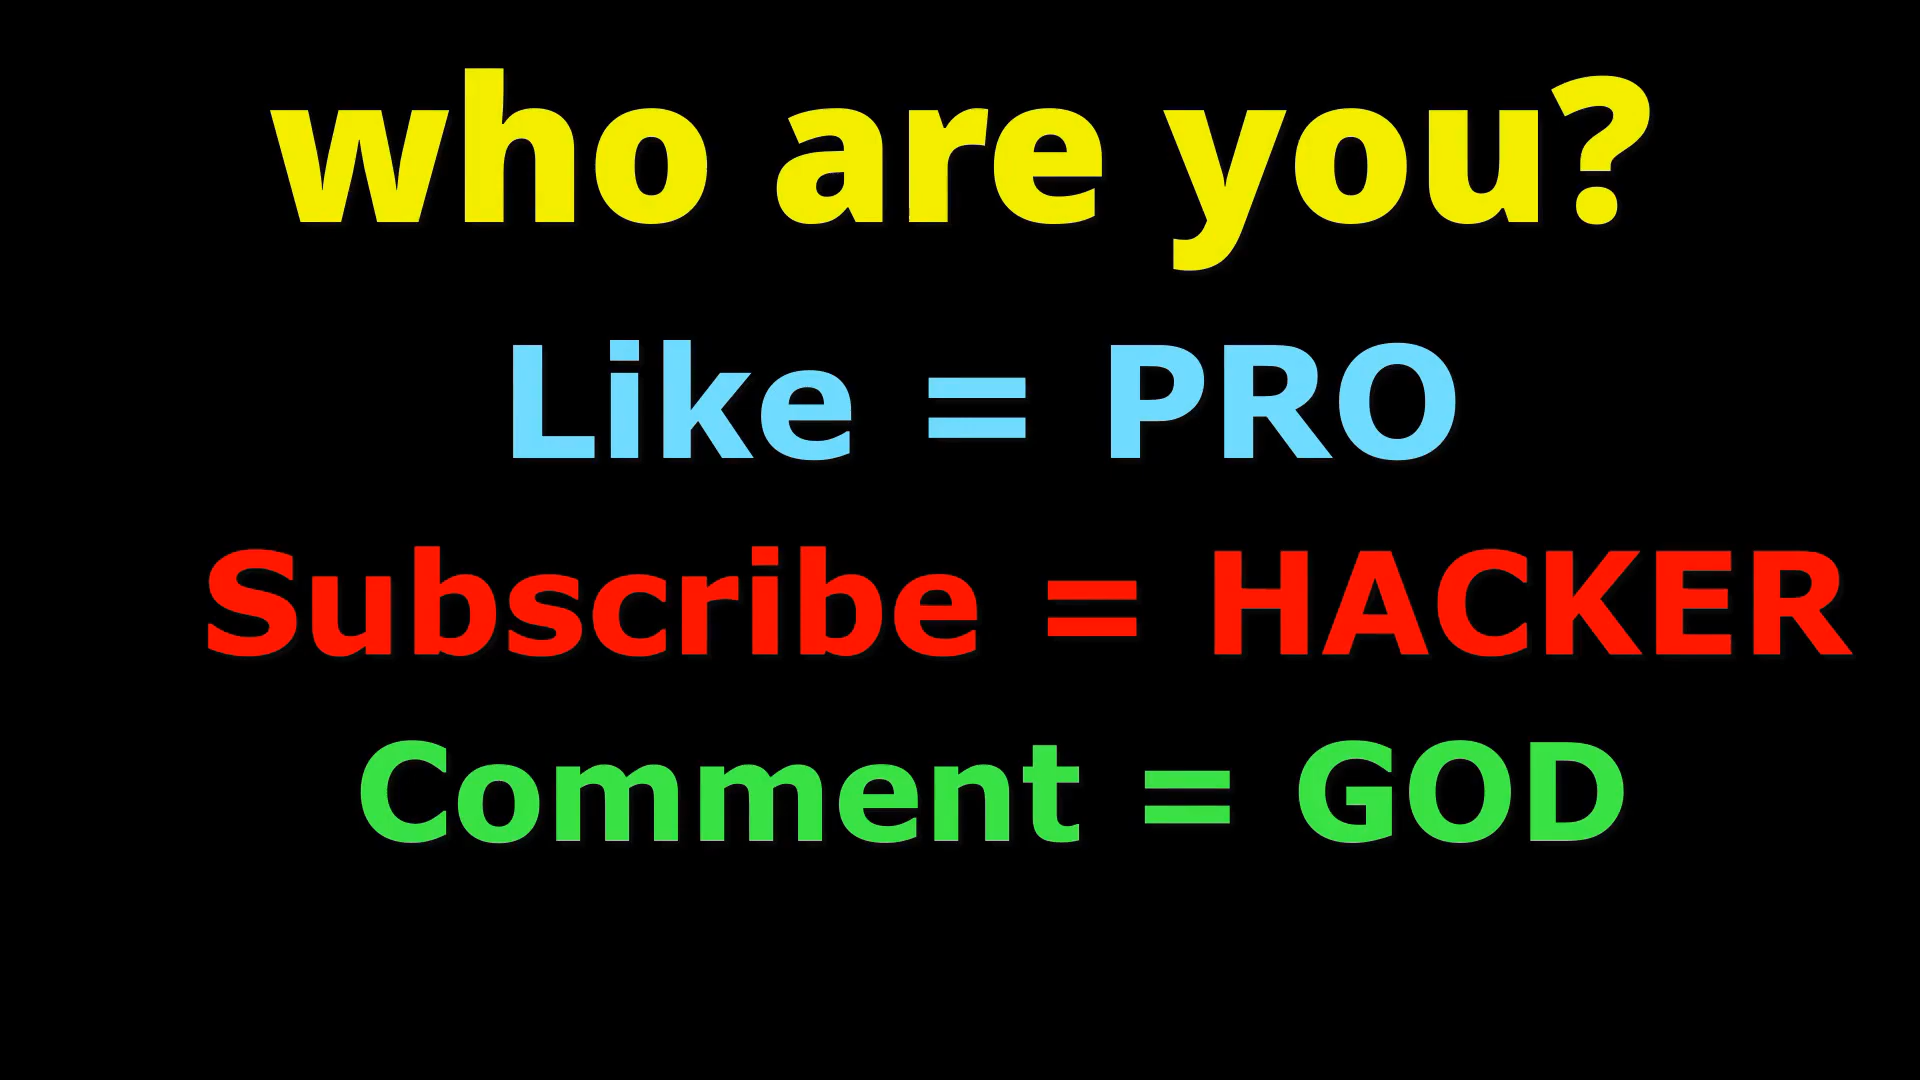 who are you?
Like = PRO
Subscribe = HACKER
Comment = GOD